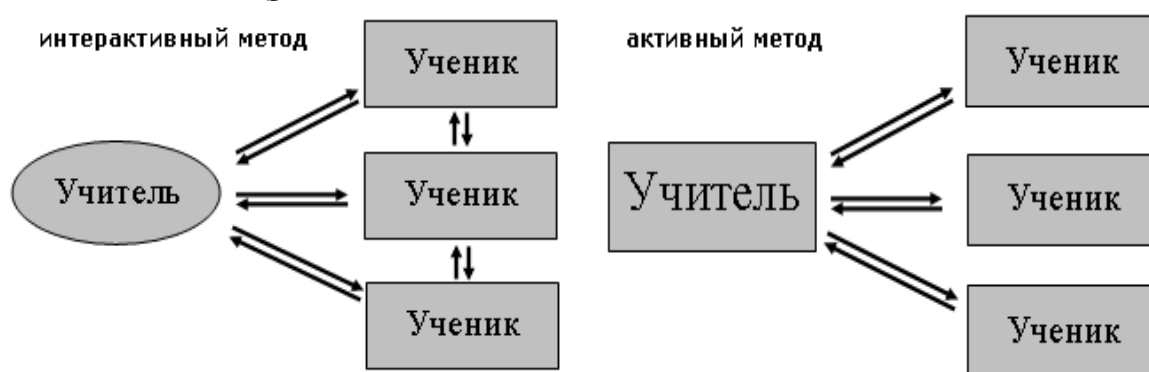 интерактивный метод
Ученик
Учитель
Ученик
Ученик
активный метод
Ученик
Учитель
Ученик
Ученик